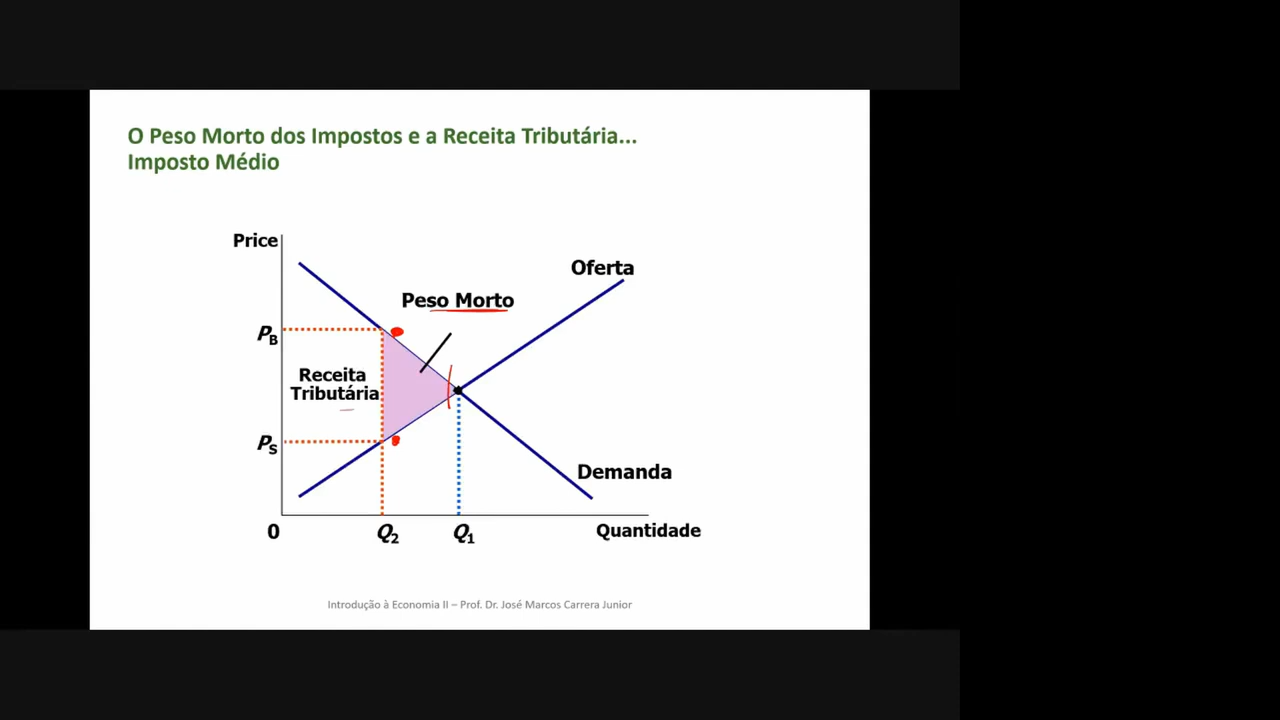 O Peso Morto dos Impostos e a Receita Tributária...
Imposto Médio
Price
Oferta
Peso Morto
PB
Receita
Tributária
PS
Demanda
0
Q2
Q1
Quantidade
Introdução à Economia II – Prof. Dr. José Marcos Carrera Junior